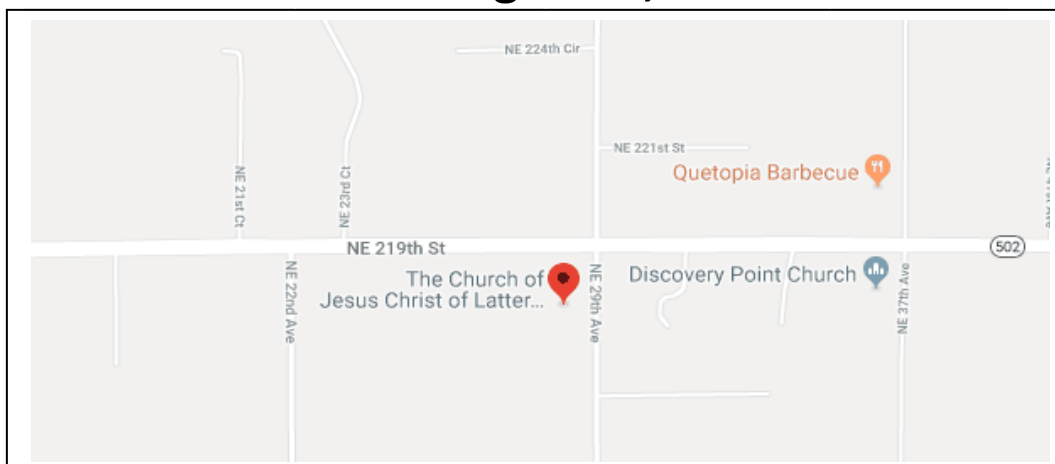 NE 224th Cir
NE 221st St
Quetopia Barbecue
NE 21st Ct
NE 23rd Ct
NE 219th St
502
The Church of
Jesus Christ of Latter...
Discovery Point Church
NE 22nd Ave
NE 29th Ave
NE 37th Ave